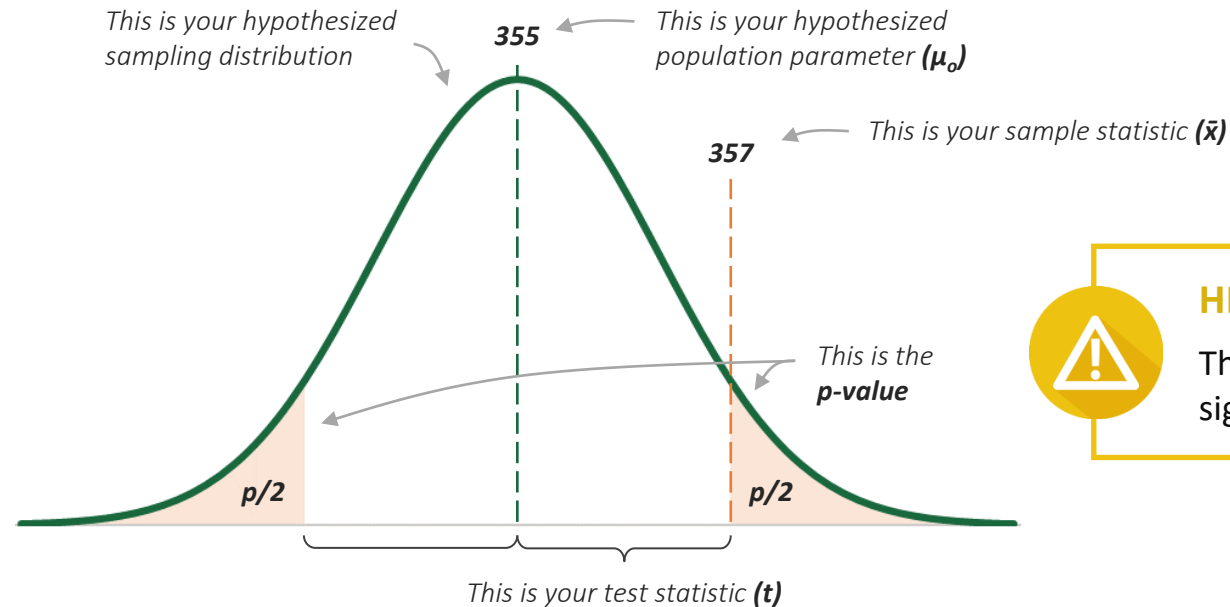 This is your hypothesized
sampling distribution
355
This is your hypothesized
population parameter (μₒ)
This is your sample statistic (x̄)
357
This is the
p-value
p/2
p/2
This is your test statistic (t)